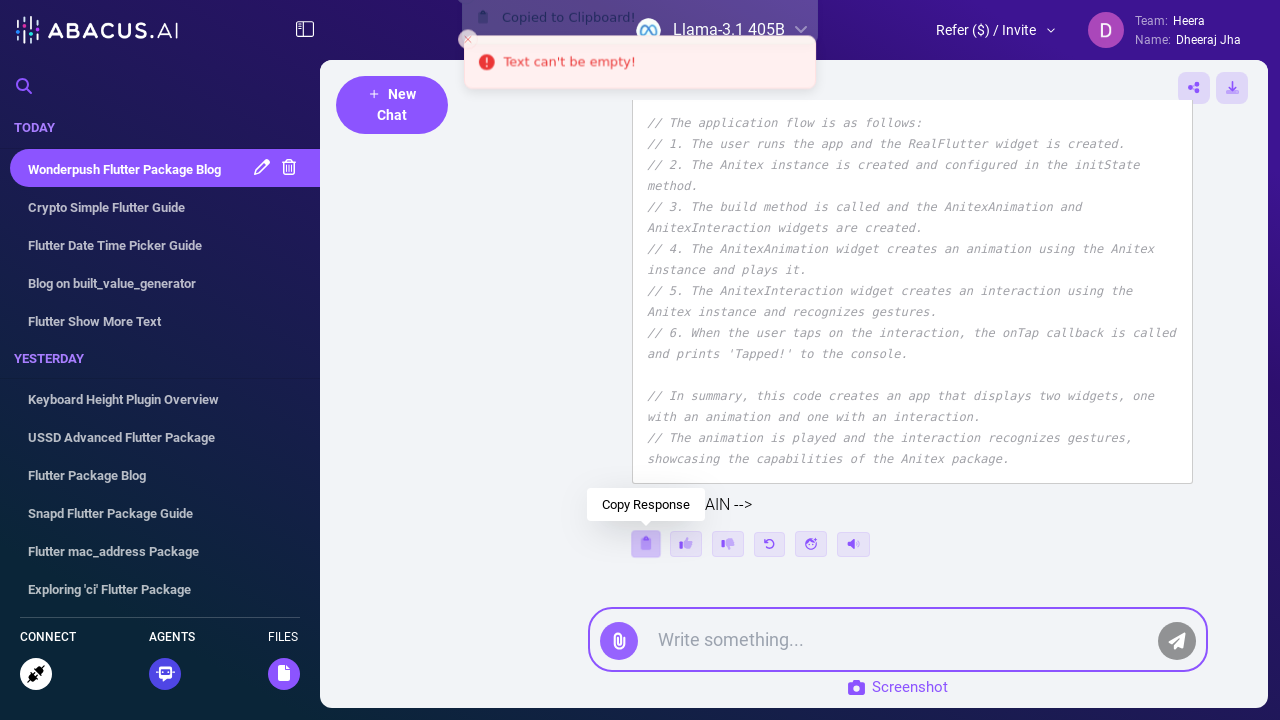 ABACUS.AI
Copied to Clipboard!
Llama-3.1 405B
Refer ($) / Invite
D
Team: Heera
Name: Dheeraj Jha
Text can't be empty!
TODAY
Wonderpush Flutter Package Blog
Crypto Simple Flutter Guide
Flutter Date Time Picker Guide
Blog on built_value_generator
Flutter Show More Text
YESTERDAY
Keyboard Height Plugin Overview
USSD Advanced Flutter Package
Flutter Package Blog
Snapd Flutter Package Guide
Flutter mac_address Package
Exploring 'ci' Flutter Package
CONNECT
AGENTS
FILES
+ New
Chat
// The application flow is as follows:
// 1. The user runs the app and the RealFlutter widget is created.
// 2. The Anitex instance is created and configured in the initState
method.
// 3. The build method is called and the AnitexAnimation and
AnitexInteraction widgets are created.
// 4. The AnitexAnimation widget creates an animation using the Anitex
instance and plays it.
// 5. The AnitexInteraction widget creates an interaction using the
Anitex instance and recognizes gestures.
// 6. When the user taps on the interaction, the onTap callback is called
and prints 'Tapped!' to the console.
// In summary, this code creates an app that displays two widgets, one
with an animation and one with an interaction.
// The animation is played and the interaction recognizes gestures,
showcasing the capabilities of the Anitex package.
Copy Response
AIN -->
Write something...
Screenshot